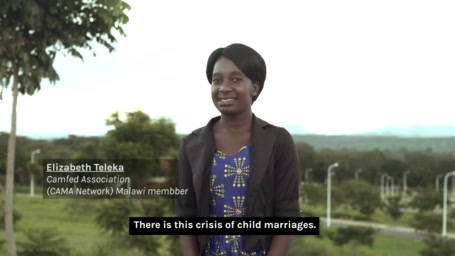 Elizabeth Teleka
Camfed Association
(CAMA Network) Malawi membber
There is this crisis of child marriages.